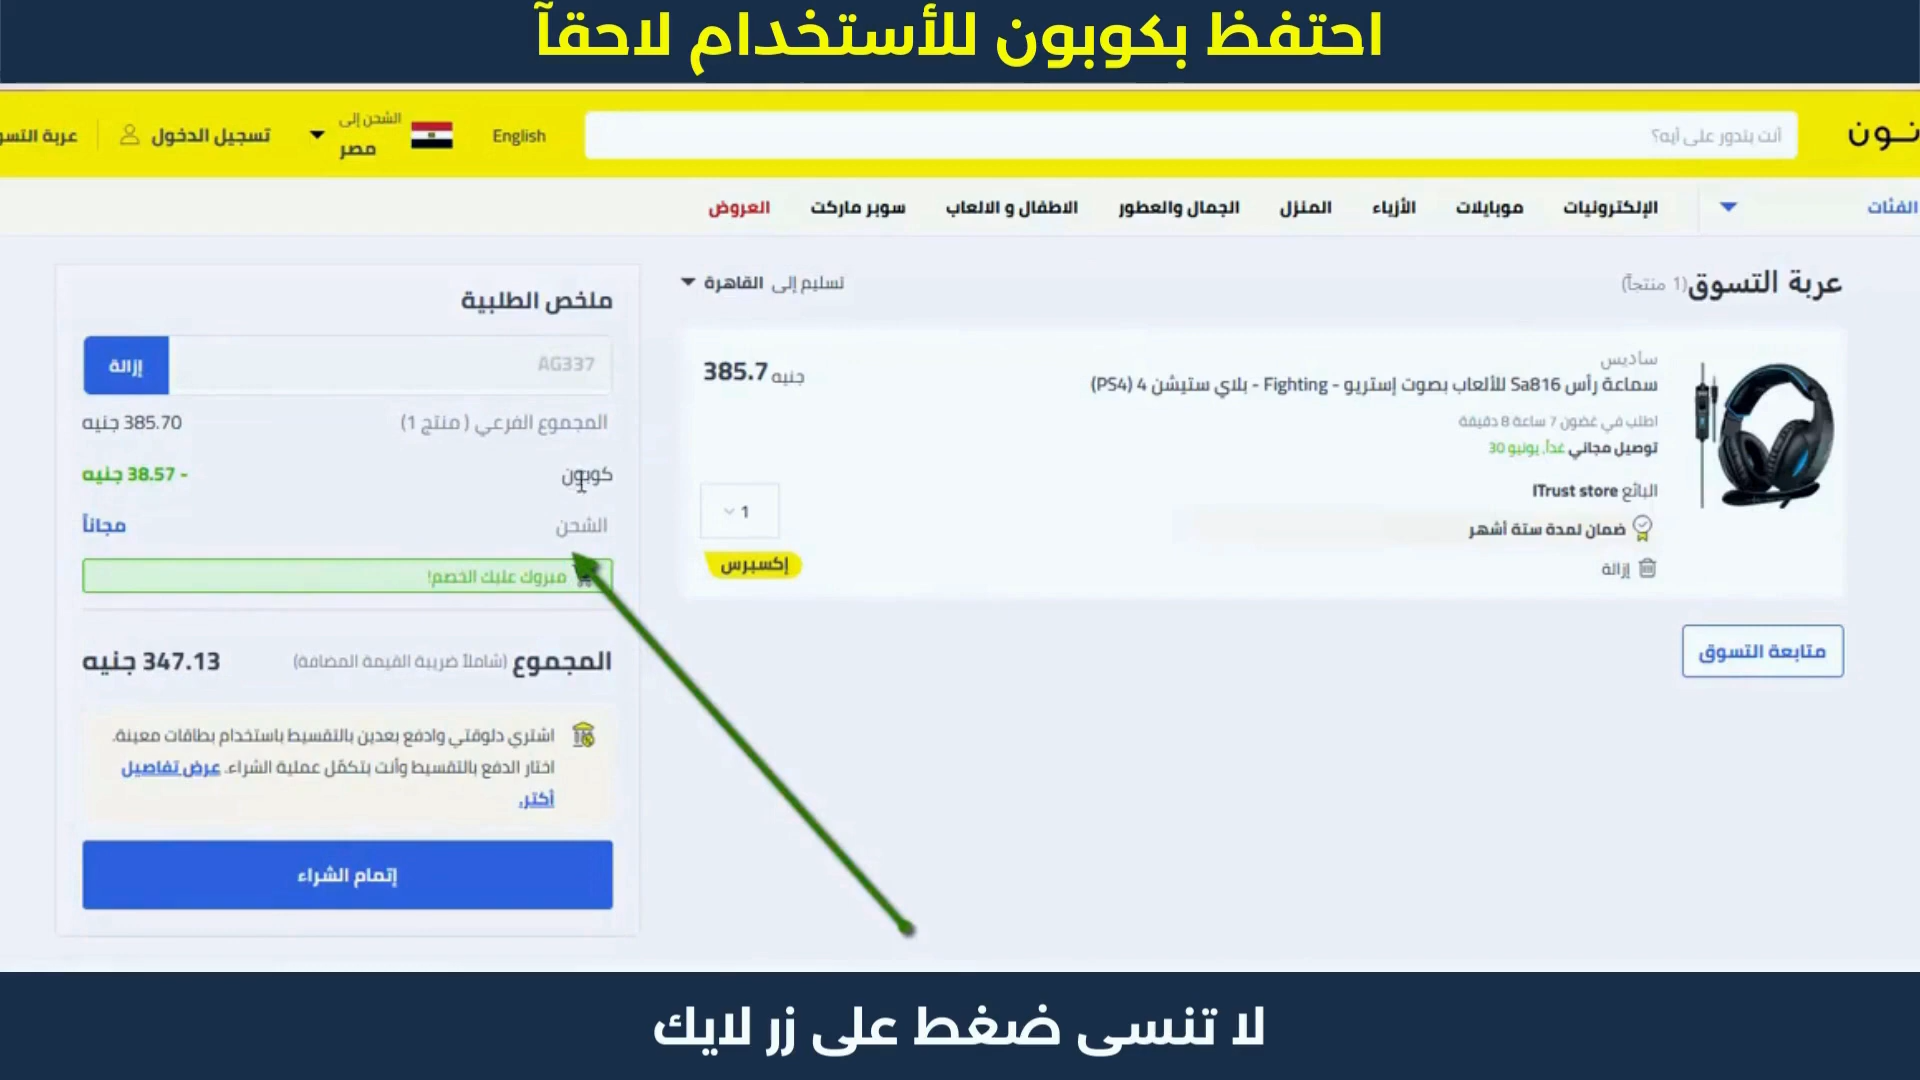 احتفظ بكوبون للأستخدام لاحقآ
نـون
أنت بتدور على أيه؟
English
الشحن إلى
مصر
تسجيل الدخول
عربة التسو
الفئات
الإلكترونيات
موبايلات
الأزياء
المنزل
الجمال والعطور
الاطفال و الالعاب
سوبر ماركت
العروض
عربة التسوق (1 منتجاً)
تسليم إلى القاهرة
ساديس
سماعة رأس Sa816 للألعاب بصوت إستريو - Fighting - بلاي ستيشن 4 (PS4)
جنيه 385.7
اطلب في غضون 7 ساعة 8 دقيقة
توصيل مجاني غداً, يونيو 30
البائع ITrust store
ضمان لمدة ستة أشهر
إزالة
1
إكسبرس
متابعة التسوق
ملخص الطلبية
AG337
إزالة
المجموع الفرعي ( منتج 1)
385.70 جنيه
كوبون
- 38.57 جنيه
الشحن
مجاناً
مبروك عليك الخصم!
المجموع (شاملاً ضريبة القيمة المضافة)
347.13 جنيه
اشتري دلوقتي وادفع بعدين بالتقسيط باستخدام بطاقات معينة.
اختار الدفع بالتقسيط وأنت بتكمّل عملية الشراء. عرض تفاصيل
أكتر.
إتمام الشراء
لا تنسى ضغط على زر لايك